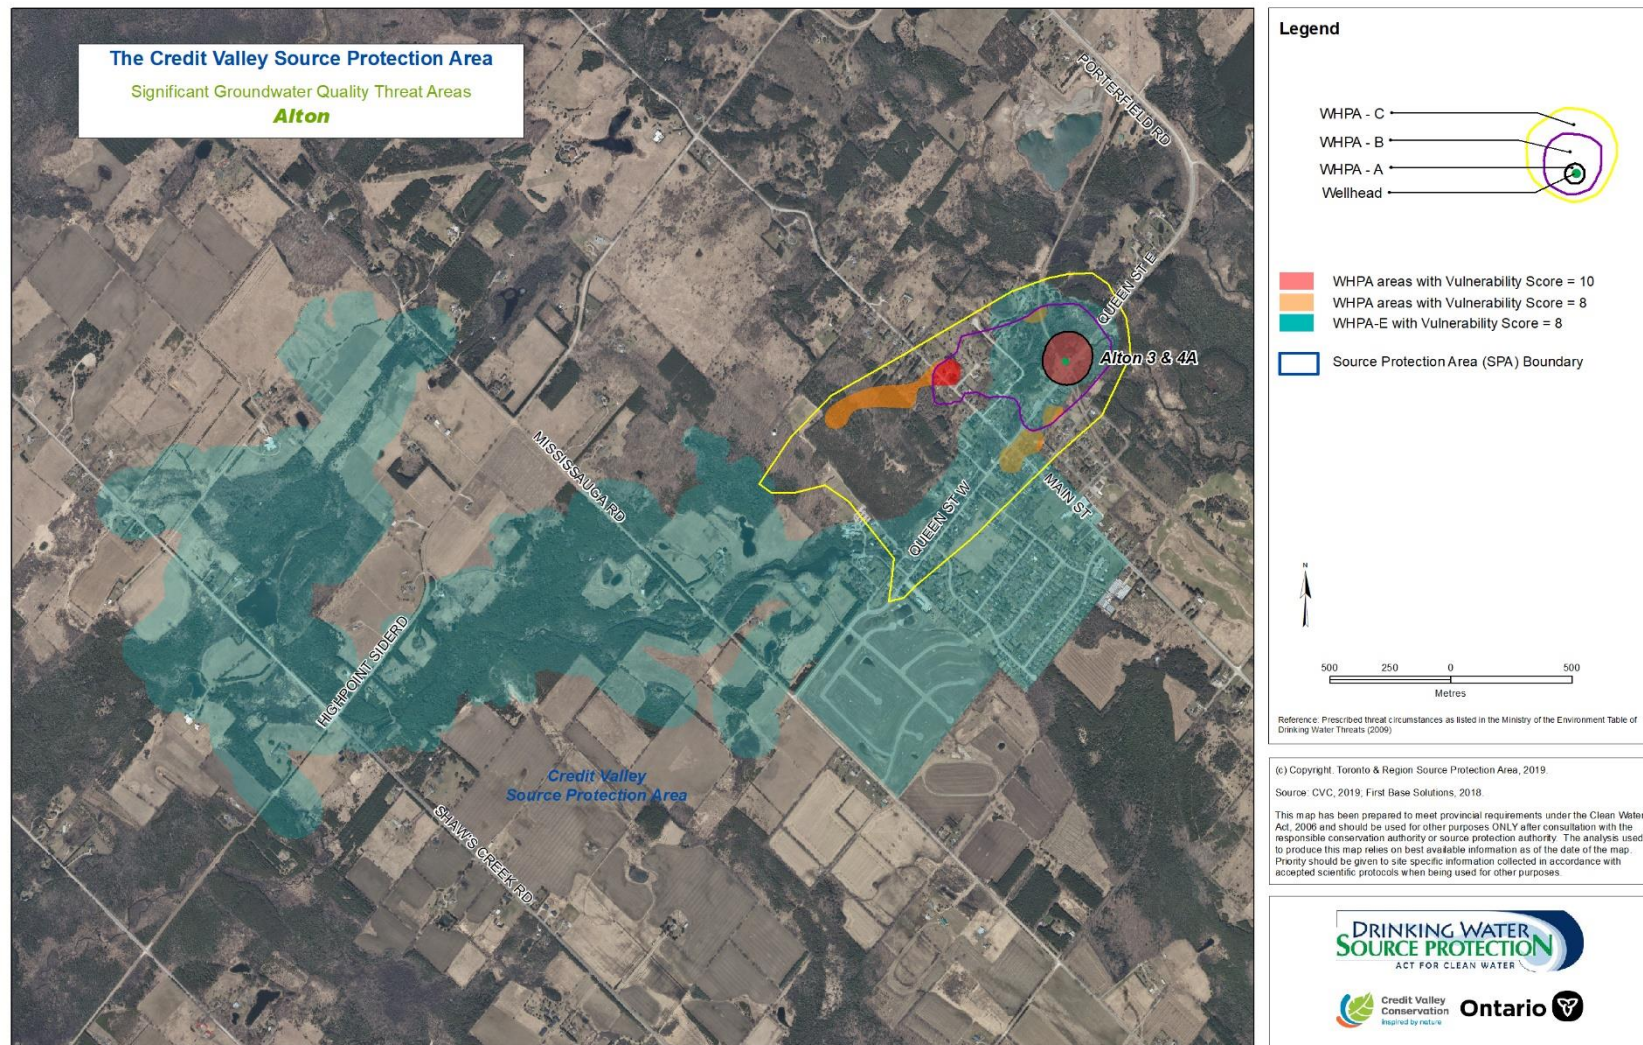 The Credit Valley Source Protection Area
Significant Groundwater Quality Threat Areas
Alton
PORTERFIELD RD
QUEEN ST E
Alton 3 & 4A
MISSISSAUGA RD
MAIN ST
QUEEN ST W
HIGHPOINT SIDERD
Credit Valley
Source Protection Area
SHAW'S CREEK RD
Legend
WHPA - C
WHPA - B
WHPA - A
Wellhead
WHPA areas with Vulnerability Score = 10
WHPA areas with Vulnerability Score = 8
WHPA-E with Vulnerability Score = 8
Source Protection Area (SPA) Boundary
N
500 250 0 500
Metres
Reference: Prescribed threat circumstances as listed in the Ministry of the Environment Table of
Drinking Water Threats (2009)
(c) Copyright. Toronto & Region Source Protection Area, 2019.
Source: CVC, 2019; First Base Solutions, 2018.
This map has been prepared to meet provincial requirements under the Clean Water
Act, 2006 and should be used for other purposes ONLY after consultation with the
responsible conservation authority or source protection authority. The analysis used
to produce this map relies on best available information as of the date of the map.
Priority should be given to site specific information collected in accordance with
accepted scientific protocols when being used for other purposes.
DRINKING WATER
SOURCE PROTECTION
ACT FOR CLEAN WATER
Credit Valley
Conservation
inspired by nature
Ontario